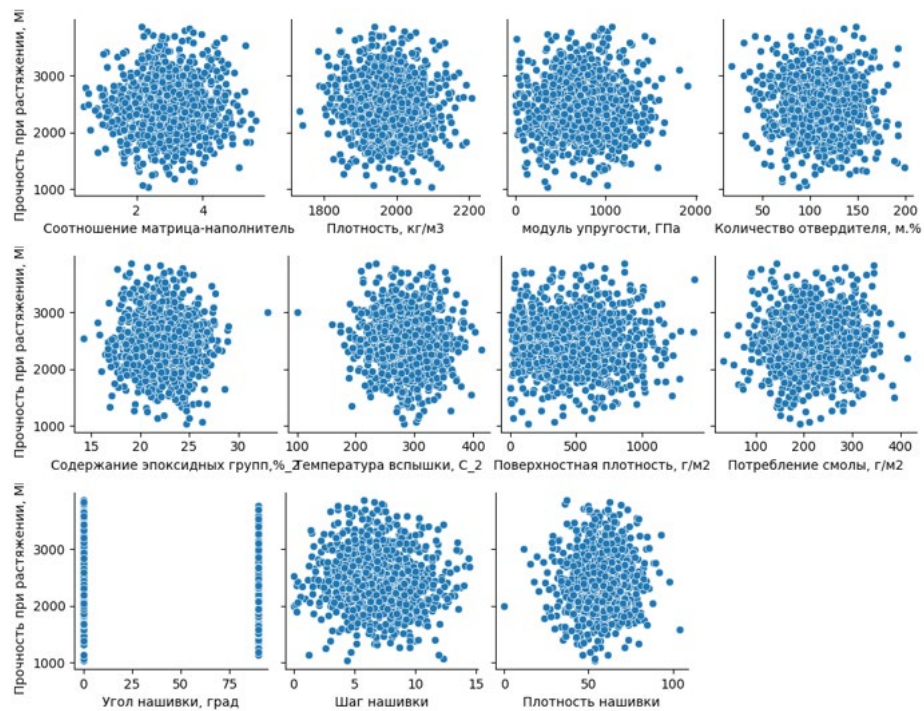 Прочность при растяжении, М
3000
2000
1000
2 4
1800 2000 2200
0 1000 2000
50 100 150 200
Соотношение матрица-наполнитель
Плотность, кг/м3
модуль упругости, ГПа
Количество отвердителя, м.%
Прочность при растяжении, М
3000
2000
1000
15 20 25 30
100 200 300 400
0 500 1000
100 200 300 400
Содержание эпоксидных групп,%_2
Температура вспышки, С_2
Поверхностная плотность, г/м2
Потребление смолы, г/м2
Прочность при растяжении, М
3000
2000
1000
0 25 50 75
0 5 10 15
0 50 100
Угол нашивки, град
Шаг нашивки
Плотность нашивки